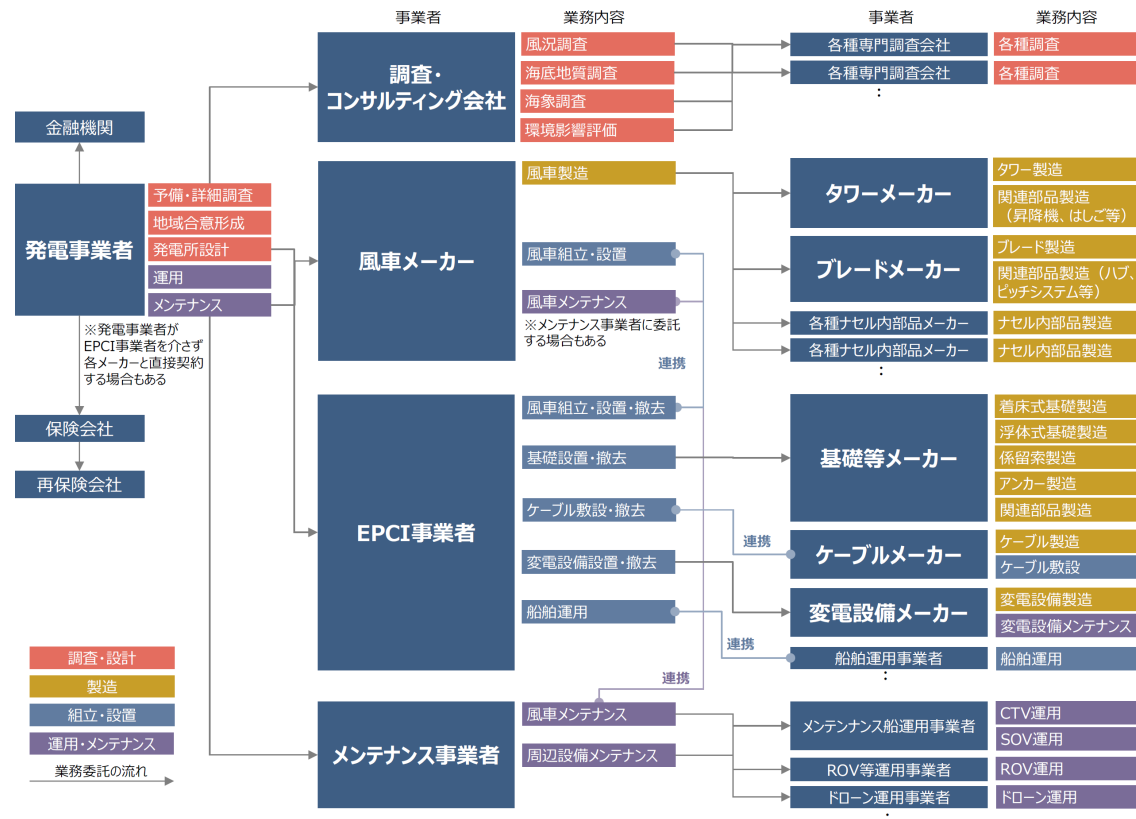 事業者
業務内容
事業者
業務内容
金融機関
発電事業者
予備・詳細調査
地域合意形成
発電所設計
運用
メンテナンス
※発電事業者が
EPCI事業者を介さず
各メーカーと直接契約
する場合もある
保険会社
再保険会社
調査・
コンサルティング会社
風況調査
海底地質調査
海象調査
環境影響評価
各種専門調査会社
各種調査
各種専門調査会社
各種調査
：
風車メーカー
風車製造
風車組立・設置
風車メンテナンス
※メンテナンス事業者に委託
する場合もある
連携
タワーメーカー
タワー製造
関連部品製造
（昇降機、はしご等）
ブレードメーカー
ブレード製造
関連部品製造（ハブ、
ピッチシステム等）
各種ナセル内部品メーカー
ナセル内部品製造
各種ナセル内部品メーカー
ナセル内部品製造
：
EPCI事業者
風車組立・設置・撤去
基礎設置・撤去
ケーブル敷設・撤去
変電設備設置・撤去
船舶運用
連携
連携
連携
基礎等メーカー
着床式基礎製造
浮体式基礎製造
係留索製造
アンカー製造
関連部品製造
ケーブルメーカー
ケーブル製造
ケーブル敷設
変電設備メーカー
変電設備製造
変電設備メンテナンス
船舶運用事業者
船舶運用
：
メンテナンス事業者
風車メンテナンス
周辺設備メンテナンス
メンテンナンス船運用事業者
CTV運用
SOV運用
ROV等運用事業者
ROV運用
ドローン運用事業者
ドローン運用
：
調査・設計
製造
組立・設置
運用・メンテナンス
業務委託の流れ